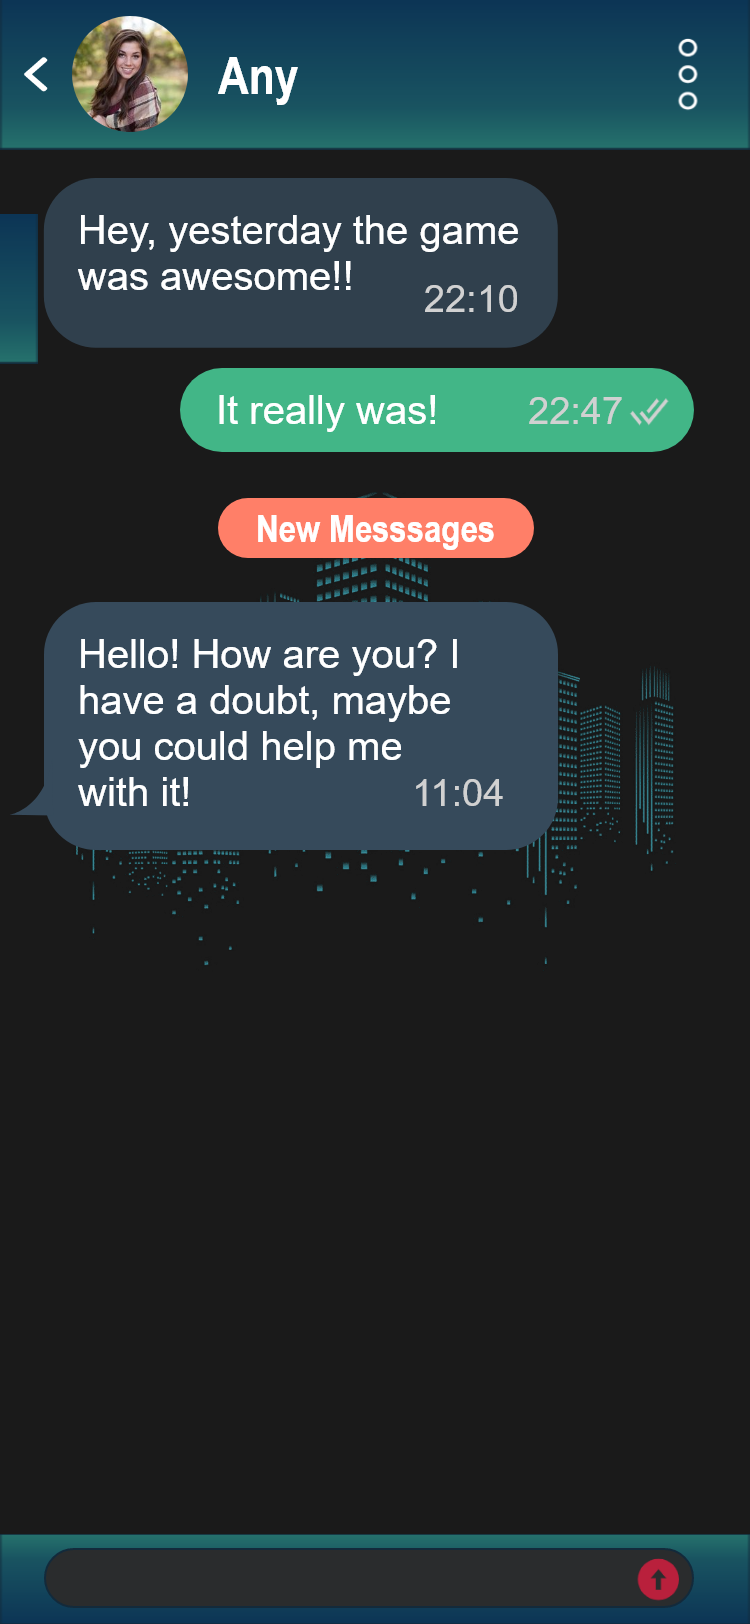 Any
Hey, yesterday the game
was awesome!!
22:10
It really was! 22:47
New Messsages
Hello! How are you? I
have a doubt, maybe
you could help me
with it! 11:04